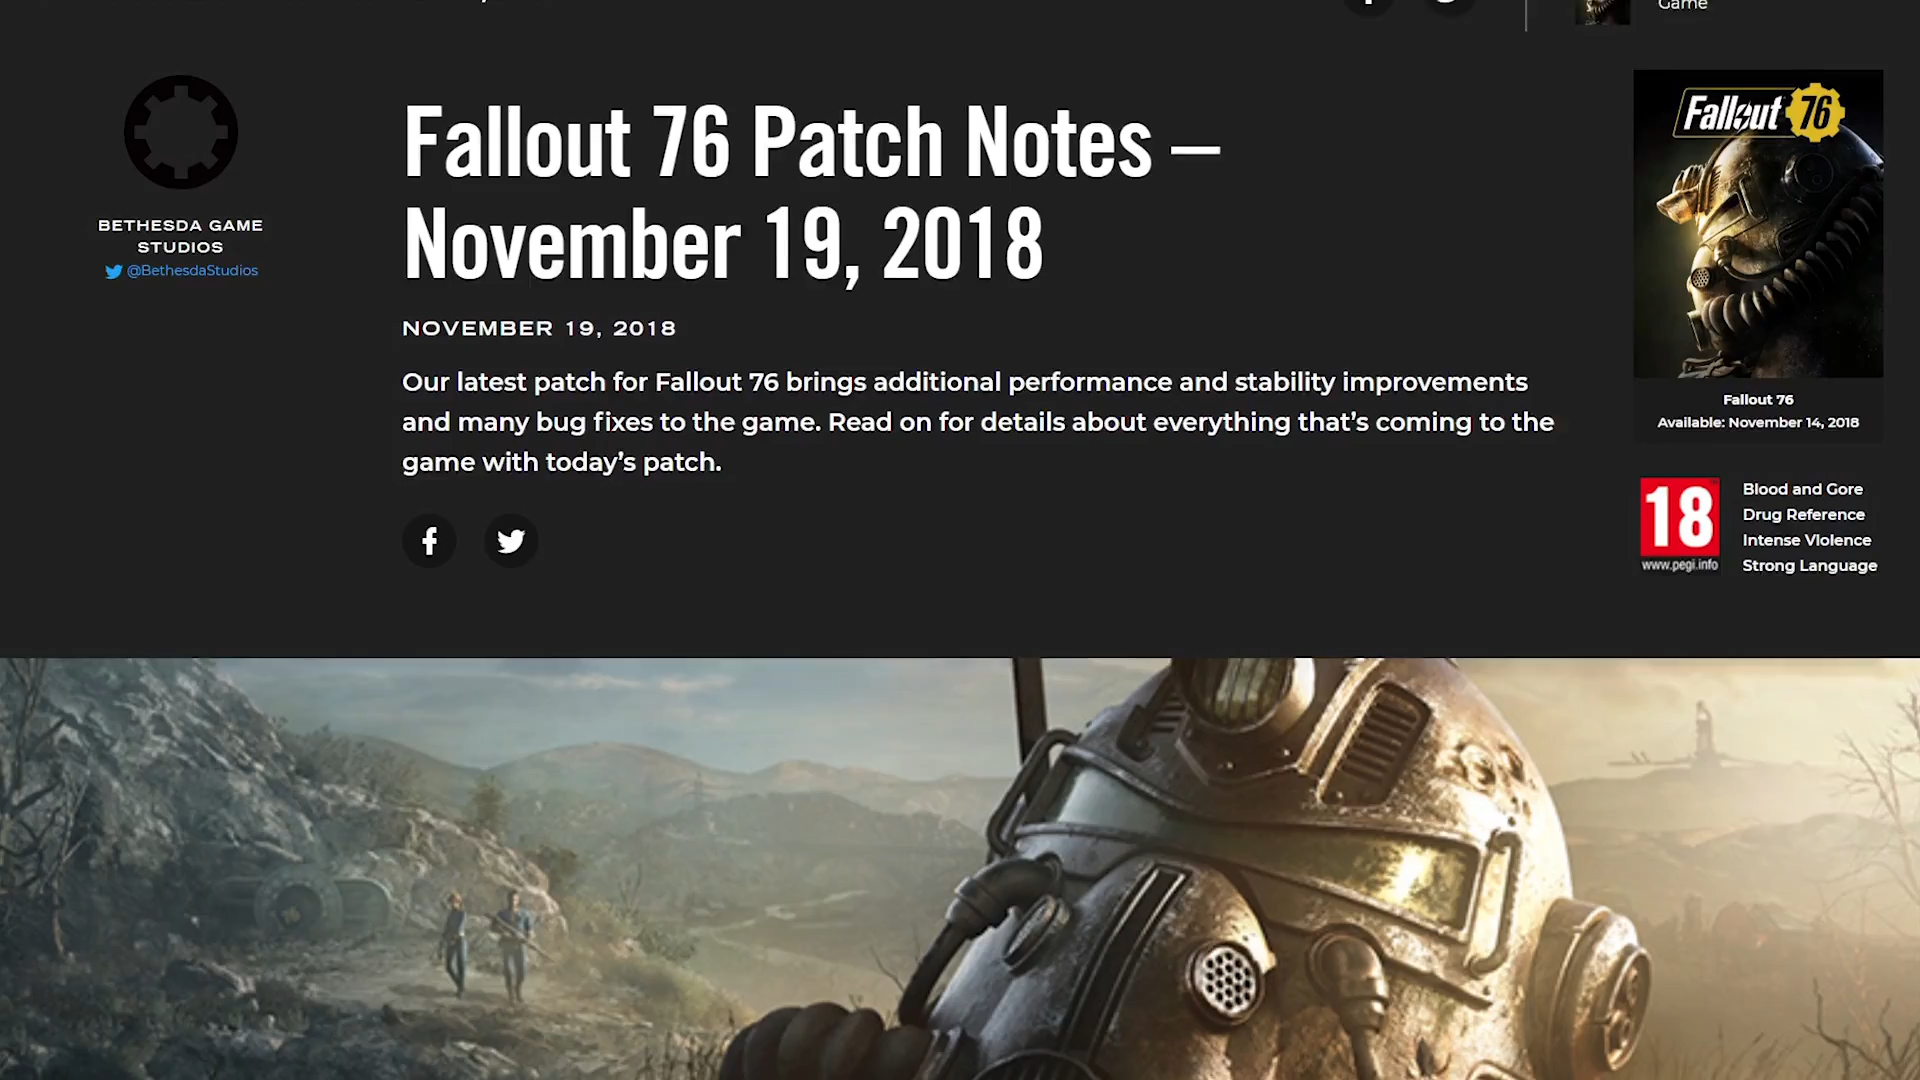 Game
BETHESDA GAME
STUDIOS
@BethesdaStudios
Fallout 76 Patch Notes –
November 19, 2018
NOVEMBER 19, 2018
Our latest patch for Fallout 76 brings additional performance and stability improvements
and many bug fixes to the game. Read on for details about everything that’s coming to the
game with today’s patch.
Fallout 76
Fallout 76
Available: November 14, 2018
18
www.pegi.info
Blood and Gore
Drug Reference
Intense Violence
Strong Language